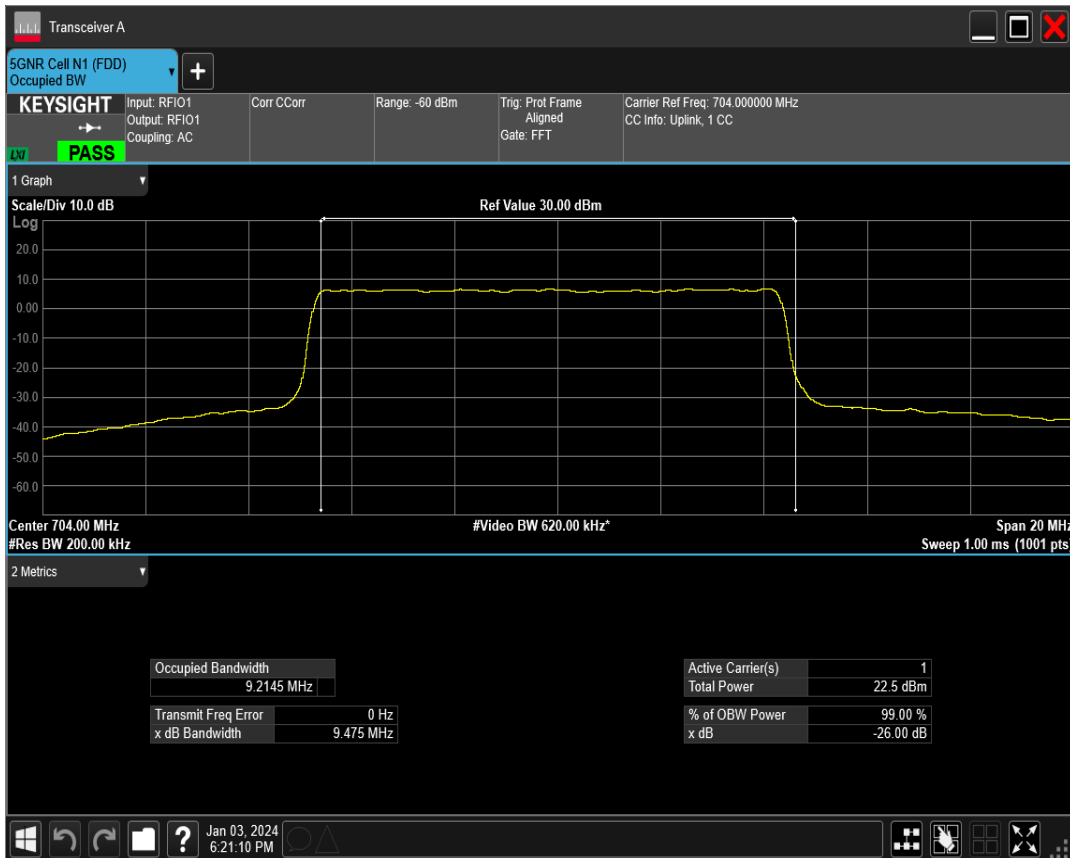 Transceiver A
5GNR Cell N1 (FDD)
Occupied BW
+
KEYSIGHT
LXI
PASS
Input: RFIO1
Output: RFIO1
Coupling: AC
Corr CCorr
Range: -60 dBm
Trig: Prot Frame
Aligned
Gate: FFT
Carrier Ref Freq: 704.000000 MHz
CC Info: Uplink, 1 CC
1 Graph
Scale/Div 10.0 dB
Ref Value 30.00 dBm
Log
20.0
10.0
0.00
-10.0
-20.0
-30.0
-40.0
-50.0
-60.0
Center 704.00 MHz
#Video BW 620.00 kHz*
Span 20 MHz
#Res BW 200.00 kHz
Sweep 1.00 ms (1001 pts)
2 Metrics
Occupied Bandwidth
9.2145 MHz
Transmit Freq Error 0 Hz
x dB Bandwidth 9.475 MHz
Active Carrier(s) 1
Total Power 22.5 dBm
% of OBW Power 99.00 %
x dB -26.00 dB
?
Jan 03, 2024
6:21:10 PM